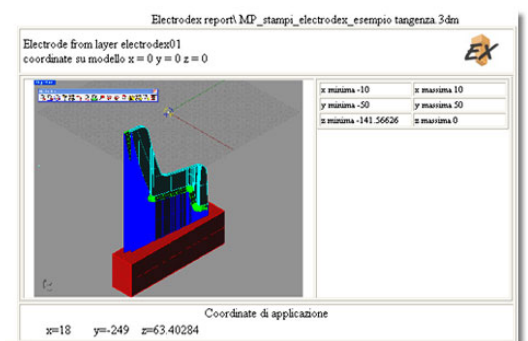 Electrodex report\ MP_stampi_electrodex_esempio tangenza.3dm
Electrode from layer electrodex01
coordinate su modello x = 0 y = 0 z = 0
EX
x minima -10 x massima 10
y minima -50 y massima 50
z minima -141.56626 z massima 0
Coordinate di applicazione
x=18 y=-249 z=63.40284